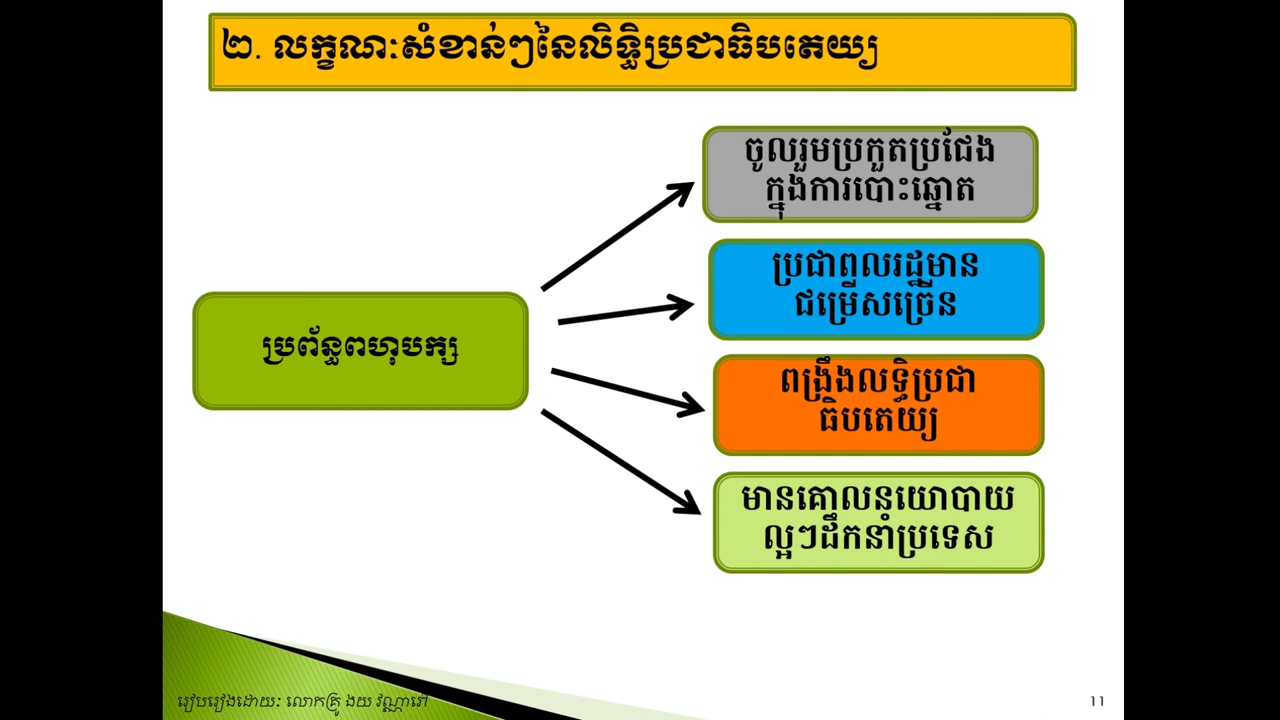 ២. លក្ខណៈសំខាន់ៗនៃលិទ្ធិប្រជាធិបតេយ្យ
ចូលរួមប្រកួតប្រជែង
ក្នុងការបោះឆ្នោត
ប្រជាពលរដ្ឋមាន
ជម្រើសច្រើន
ប្រព័ន្ធពហុបក្ស
ពង្រឹងលទ្ធិប្រជា
ធិបតេយ្យ
មានគោលនយោបាយ
ល្អៗដឹកនាំប្រទេស
រៀបរៀងដោយៈ លោកគ្រូ ងយ វណ្ណាវៅ
11